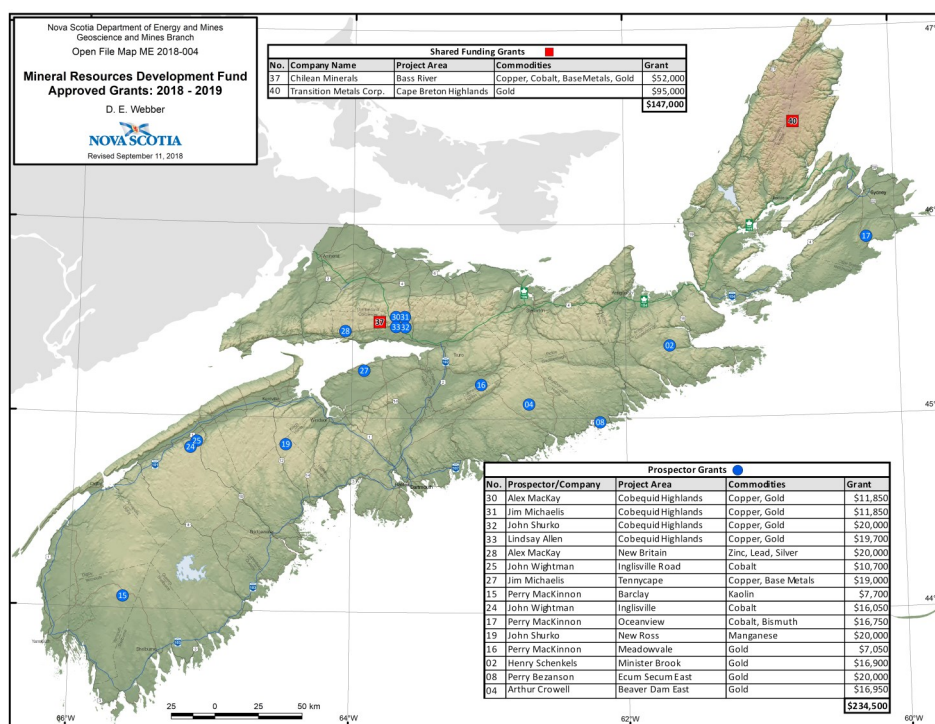 Nova Scotia Department of Energy and Mines
Geoscience and Mines Branch
Open File Map ME 2018-004
Mineral Resources Development Fund
Approved Grants: 2018 - 2019
D. E. Webber
NOVA SCOTIA
Revised September 11, 2018
Shared Funding Grants
No. Company Name Project Area Commodities Grant
37 Chilean Minerals Bass River Copper, Cobalt, BaseMetals, Gold $52,000
40 Transition Metals Corp. Cape Breton Highlands Gold $95,000
$147,000
47°
40
Sydney
46°
17
Amherst
30 31
37
33 32
28
02
Truro
27
16
04
45°
08
25
24
19
Dartmouth
15
44°
Prospector Grants
No. Prospector/Company Project Area Commodities Grant
30 Alex MacKay Cobequid Highlands Copper, Gold $11,850
31 Jim Michaelis Cobequid Highlands Copper, Gold $11,850
32 John Shurko Cobequid Highlands Copper, Gold $20,000
33 Lindsay Allen Cobequid Highlands Copper, Gold $19,700
28 Alex MacKay New Britain Zinc, Lead, Silver $20,000
25 John Wightman Inglisville Road Cobalt $10,700
27 Jim Michaelis Tennycape Copper, Base Metals $19,000
15 Perry MacKinnon Barclay Kaolin $7,700
24 John Wightman Inglisville Cobalt $16,050
17 Perry MacKinnon Oceanview Cobalt, Bismuth $16,750
19 John Shurko New Ross Manganese $20,000
16 Perry MacKinnon Meadowvale Gold $7,050
02 Henry Schenkels Minister Brook Gold $16,900
08 Perry Bezanson Ecum Secum East Gold $20,000
04 Arthur Crowell Beaver Dam East Gold $16,950
$234,500
25 0 25 50 km
66°W 64°W 62°W 60°W